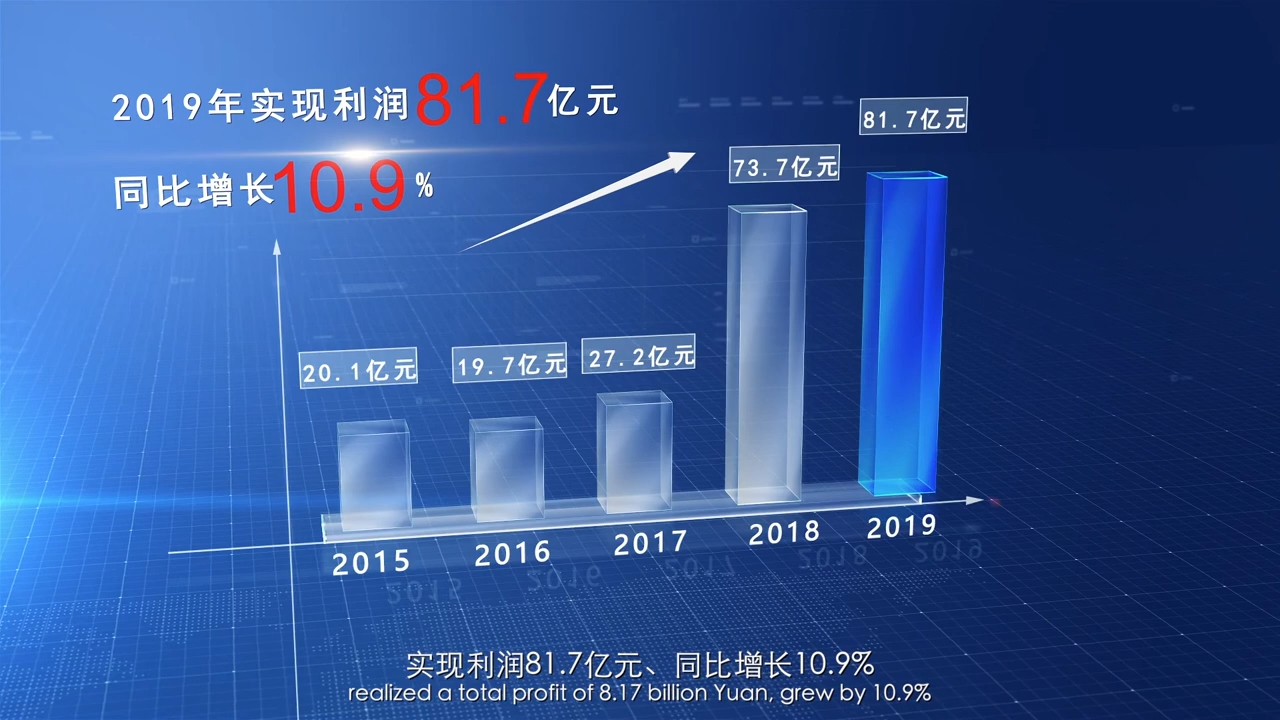 2019年实现利润81.7亿元
同比增长10.9%
81.7亿元
73.7亿元
20.1亿元
19.7亿元
27.2亿元
2015
2016
2017
2018
2019
实现利润81.7亿元、同比增长10.9%
realized a total profit of 8.17 billion Yuan, grew by 10.9%